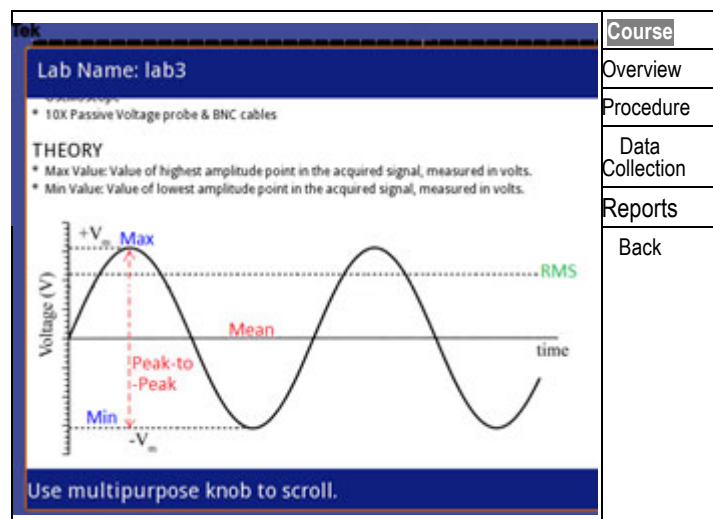 Tek
Lab Name: lab3
* 10X Passive Voltage probe & BNC cables
THEORY
* Max Value: Value of highest amplitude point in the acquired signal, measured in volts.
* Min Value: Value of lowest amplitude point in the acquired signal, measured in volts.
+Vm Max
RMS
Voltage (V)
Mean
time
Peak-to
-Peak
Min
-Vm
Use multipurpose knob to scroll.
Course
Overview
Procedure
Data
Collection
Reports
Back